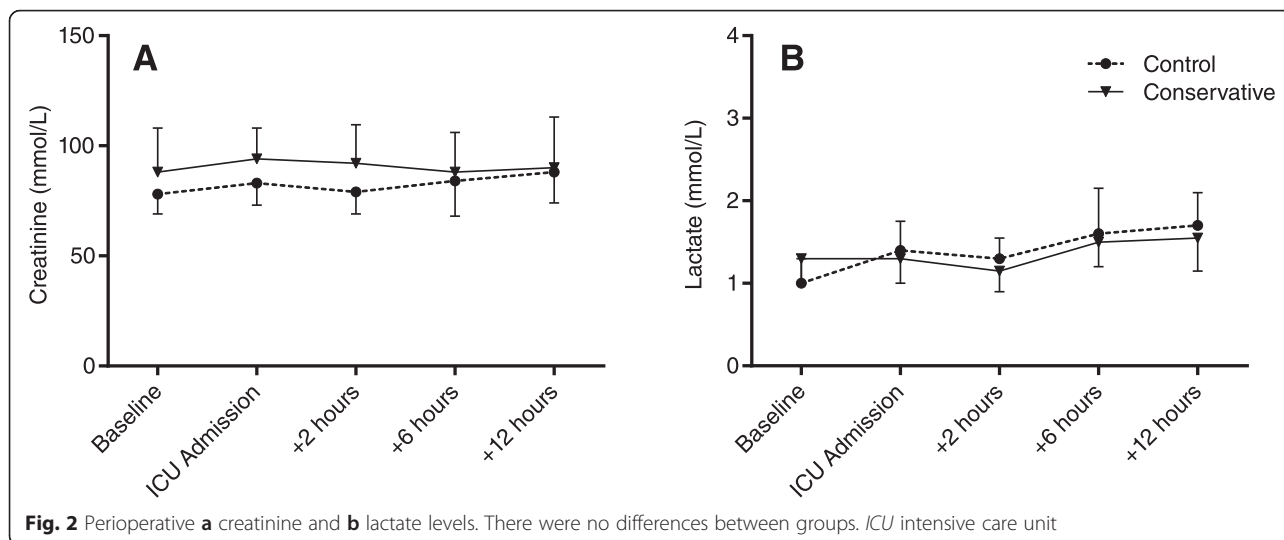 A
Creatinine (mmol/L)
150
100
50
0
Baseline
ICU Admission
+2 hours
+6 hours
+12 hours
B
Control
Conservative
Lactate (mmol/L)
4
3
2
1
0
Baseline
ICU Admission
+2 hours
+6 hours
+12 hours
Fig. 2 Perioperative a creatinine and b lactate levels. There were no differences between groups. ICU intensive care unit